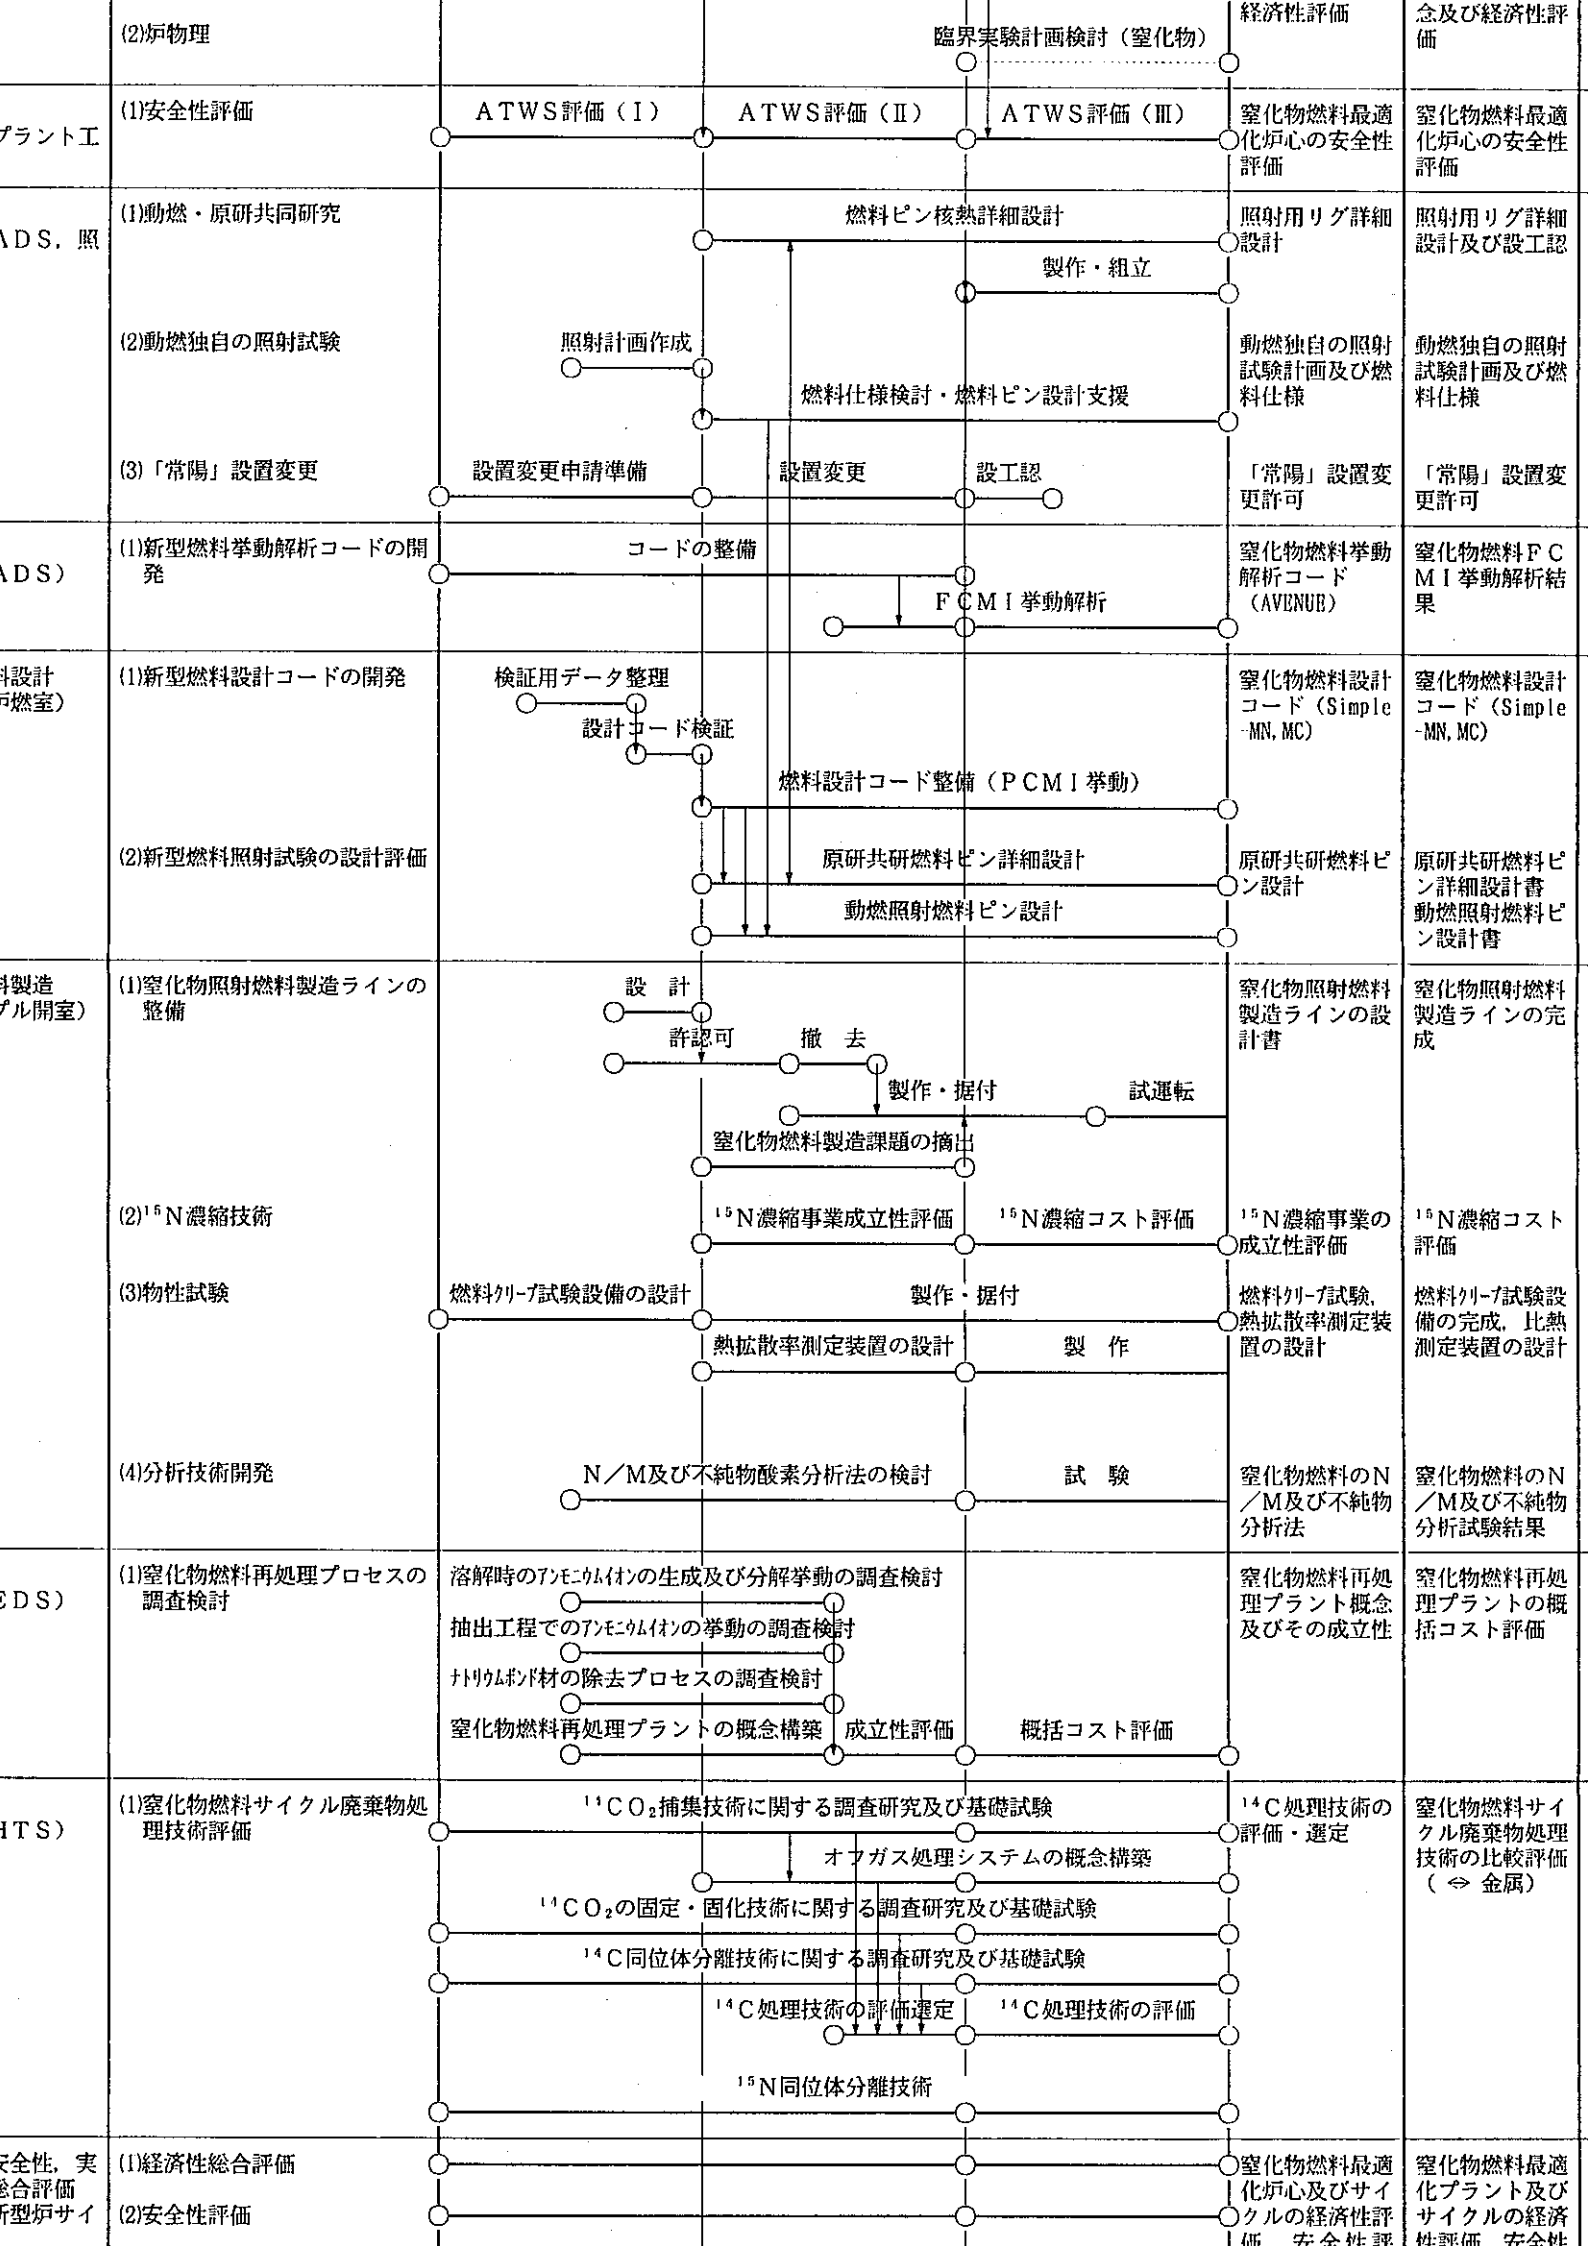 (2)炉物理
臨界実験計画検討（窒化物）
経済性評価
念及び経済性評
価
プラント工
(1)安全性評価
ATWS評価（Ⅰ）
ATWS評価（Ⅱ）
ATWS評価（Ⅲ）
窒化物燃料最適
化炉心の安全性
評価
窒化物燃料最適
化炉心の安全性
評価
ADS，照
(1)動燃・原研共同研究
燃料ピン核熱詳細設計
製作・組立
照射用リグ詳細
設計
照射用リグ詳細
設計及び設工認
(2)動燃独自の照射試験
照射計画作成
燃料仕様検討・燃料ピン設計支援
動燃独自の照射
試験計画及び燃
料仕様
動燃独自の照射
試験計画及び燃
料仕様
(3)「常陽」設置変更
設置変更申請準備
設置変更
設工認
「常陽」設置変
更許可
「常陽」設置変
更許可
ADS）
(1)新型燃料挙動解析コードの開
発
コードの整備
FCMI挙動解析
窒化物燃料挙動
解析コード
（AVENUE）
窒化物燃料FC
MI挙動解析結
果
料設計
炉燃室）
(1)新型燃料設計コードの開発
検証用データ整理
設計コード検証
燃料設計コード整備（PCMI挙動）
窒化物燃料設計
コード（Simple
-MN,MC）
窒化物燃料設計
コード（Simple
-MN,MC）
(2)新型燃料照射試験の設計評価
原研共研燃料ピン詳細設計
動燃照射燃料ピン設計
原研共研燃料ピ
ン設計
原研共研燃料ピ
ン詳細設計書
動燃照射燃料ピ
ン設計書
料製造
プル開室）
(1)窒化物照射燃料製造ラインの
整備
設　計
許認可
撤　去
製作・据付
試運転
窒化物燃料製造課題の摘出
窒化物照射燃料
製造ラインの設
計書
窒化物照射燃料
製造ラインの完
成
(2)¹⁵N濃縮技術
¹⁵N濃縮事業成立性評価
¹⁵N濃縮コスト評価
¹⁵N濃縮事業の
成立性評価
¹⁵N濃縮コスト
評価
(3)物性試験
燃料ｸﾘｰﾌﾟ試験設備の設計
製作・据付
熱拡散率測定装置の設計
製　作
燃料ｸﾘｰﾌﾟ試験，
熱拡散率測定装
置の設計
燃料ｸﾘｰﾌﾟ試験設
備の完成，比熱
測定装置の設計
(4)分析技術開発
N／M及び不純物酸素分析法の検討
試　験
窒化物燃料のN
／M及び不純物
分析法
窒化物燃料のN
／M及び不純物
分析試験結果
EDS）
(1)窒化物燃料再処理プロセスの
調査検討
溶解時のｱﾝﾓﾆｳﾑｲｵﾝの生成及び分解挙動の調査検討
抽出工程でのｱﾝﾓﾆｳﾑｲｵﾝの挙動の調査検討
ﾅﾄﾘｳﾑﾎﾞﾝﾄﾞ材の除去プロセスの調査検討
窒化物燃料再処理プラントの概念構築
成立性評価
概括コスト評価
窒化物燃料再処
理プラント概念
及びその成立性
窒化物燃料再処
理プラントの概
括コスト評価
HTS）
(1)窒化物燃料サイクル廃棄物処
理技術評価
¹⁴CO₂捕集技術に関する調査研究及び基礎試験
オフガス処理システムの概念構築
¹⁴CO₂の固定・固化技術に関する調査研究及び基礎試験
¹⁴C同位体分離技術に関する調査研究及び基礎試験
¹⁴C処理技術の評価選定
¹⁴C処理技術の評価
¹⁵N同位体分離技術
¹⁴C処理技術の
評価・選定
窒化物燃料サイ
クル廃棄物処理
技術の比較評価
（⇔金属）
安全性，実
総合評価
新型炉サイ
(1)経済性総合評価
(2)安全性評価
窒化物燃料最適
化炉心及びサイ
クルの経済性評
価，安全性評
窒化物燃料最適
化プラント及び
サイクルの経済
性評価，安全性